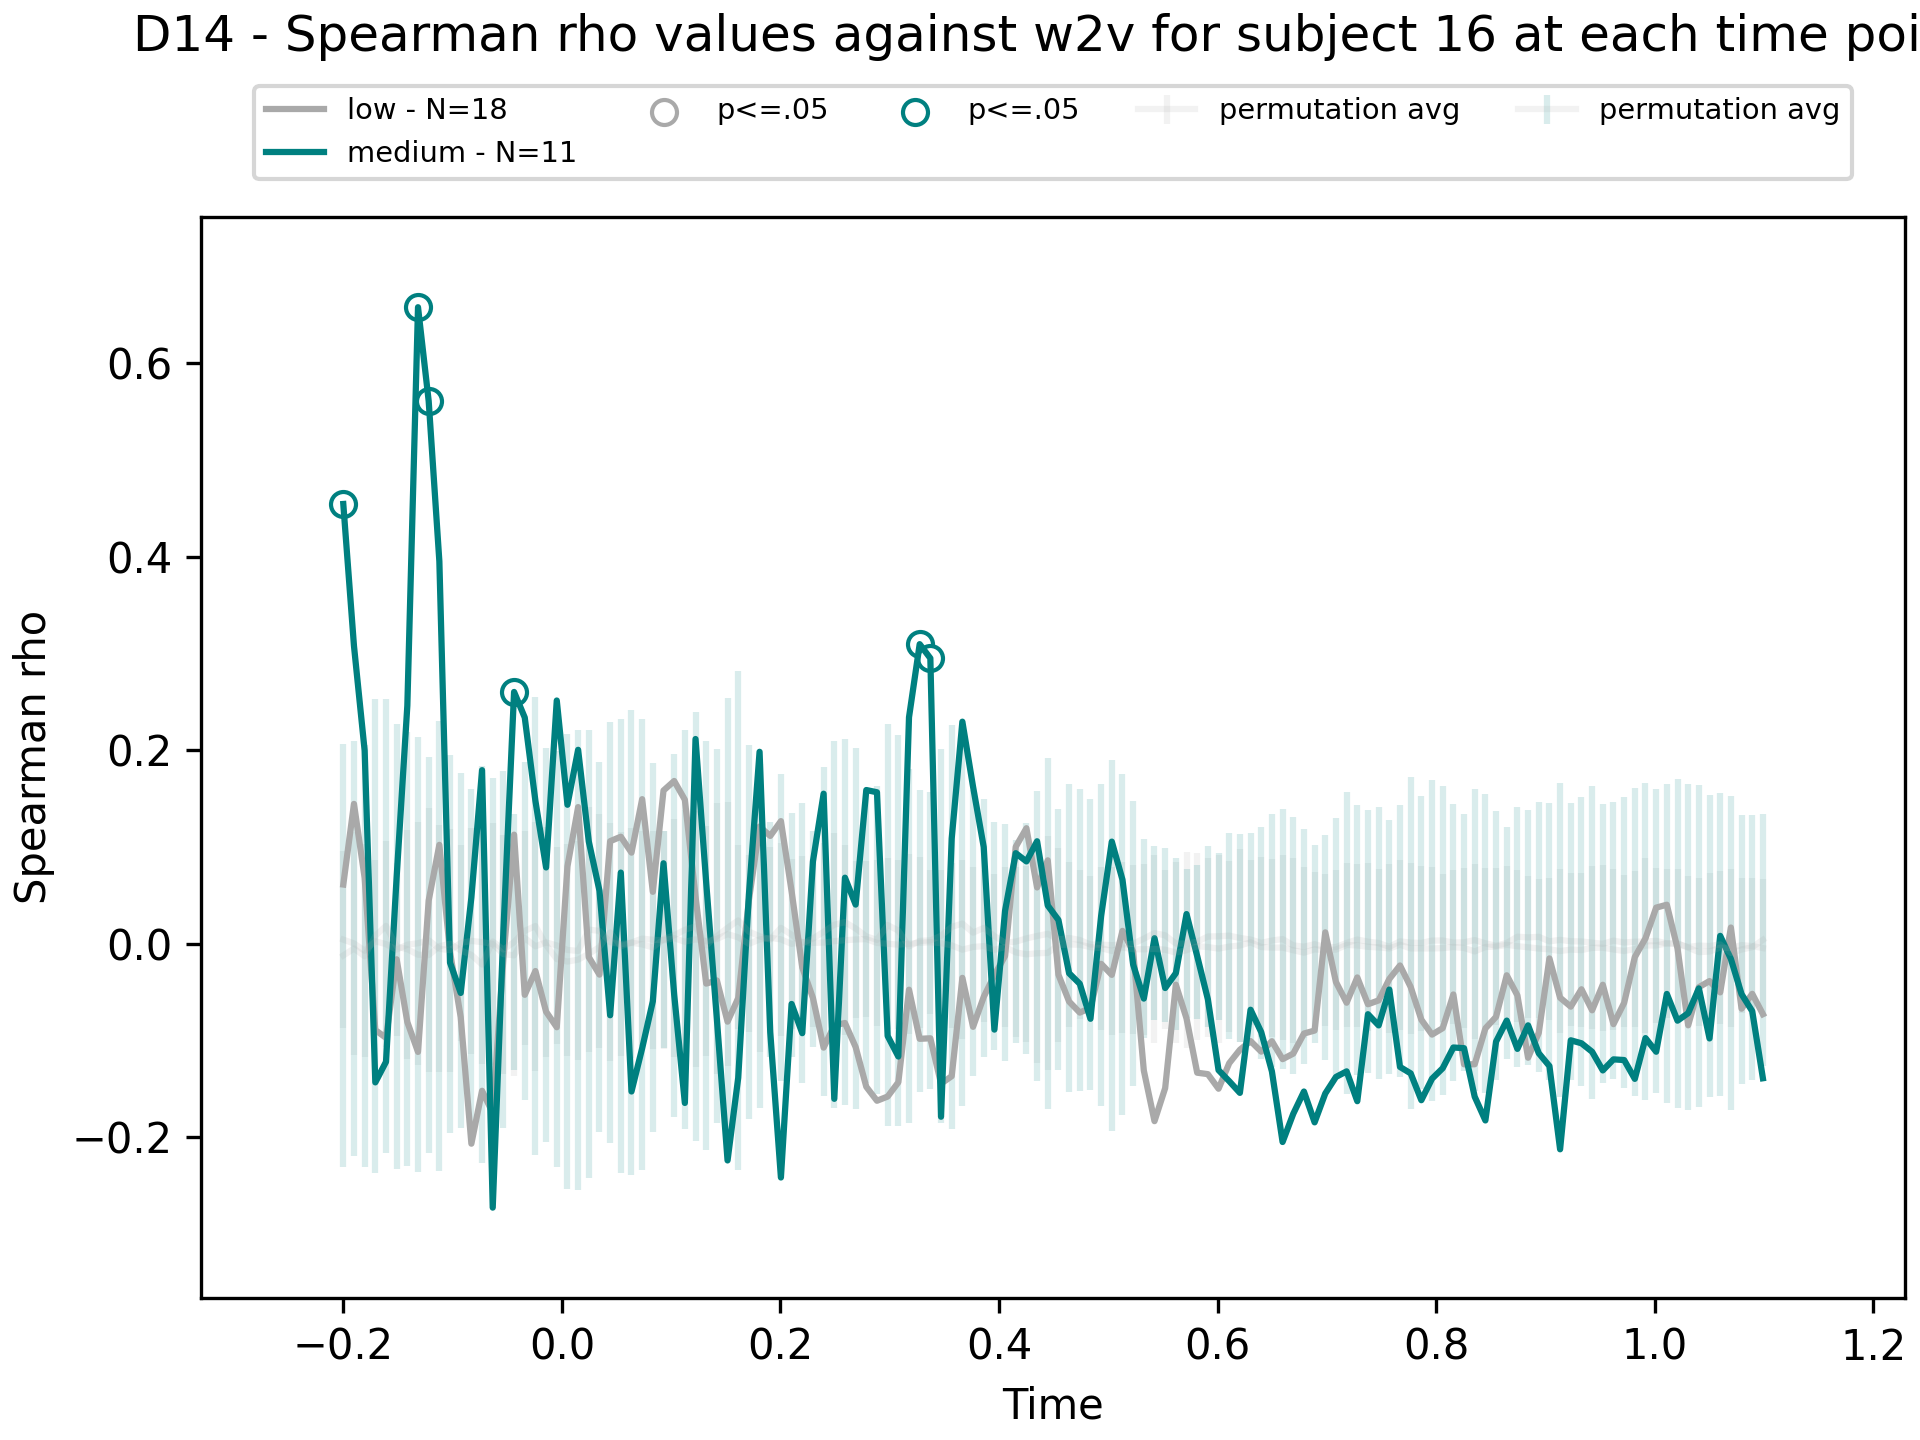 D14 - Spearman rho values against w2v for subject 16 at each time poi
low - N=18
medium - N=11
p<=.05
p<=.05
permutation avg
permutation avg
Spearman rho
0.6
0.4
0.2
0.0
−0.2
−0.2
0.0
0.2
0.4
0.6
0.8
1.0
1.2
Time